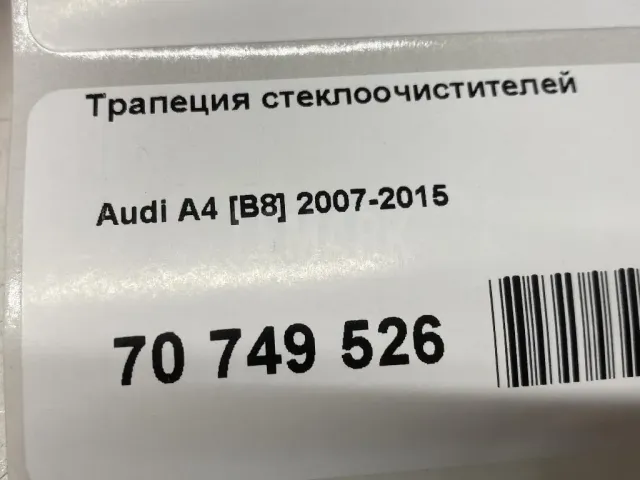 Трапеция стеклоочистителей
Audi A4 [B8] 2007-2015
70 749 526